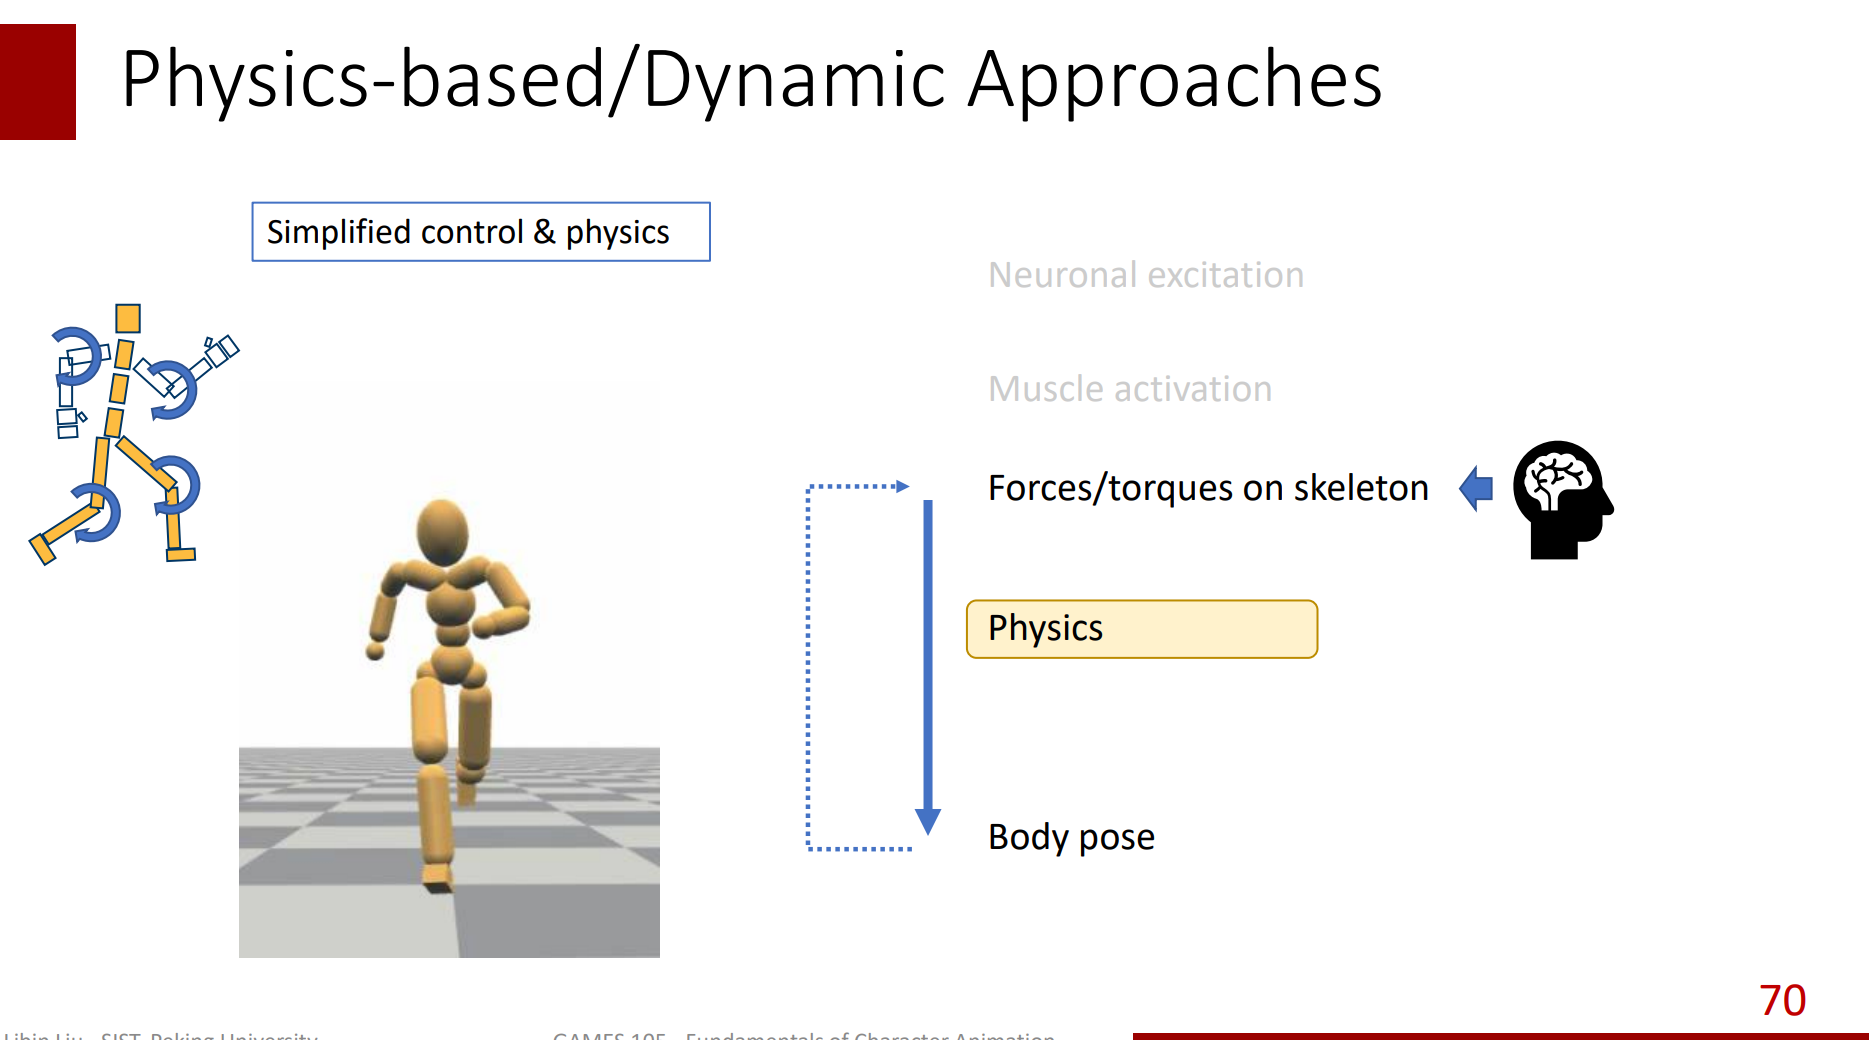 Physics-based/Dynamic Approaches
Simplified control & physics
Neuronal excitation
Muscle activation
Forces/torques on skeleton
Physics
Body pose
70
Libin Liu - SIST, Peking University
GAMES 105 - Fundamentals of Character Animation